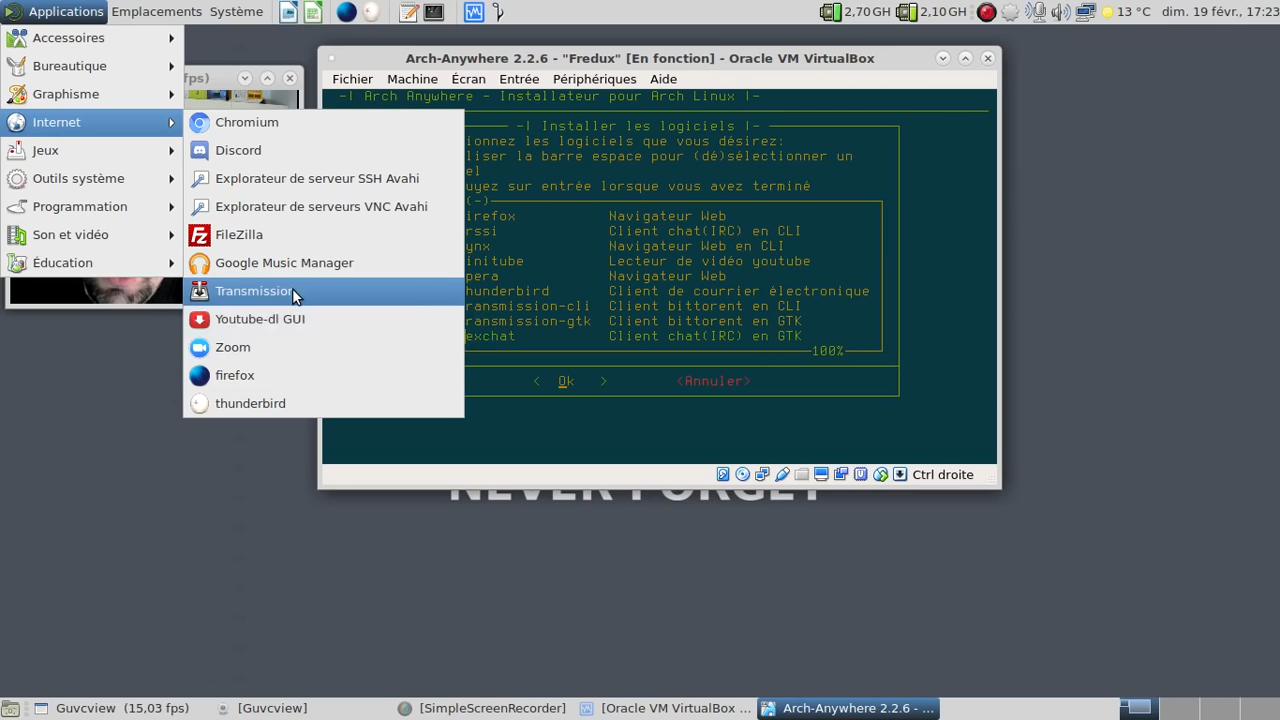 Applications Emplacements Système 2,70 GH 2,10 GH 13 °C dim. 19 févr., 17:23
Accessoires
Bureautique
Graphisme
Internet
Jeux
Outils système
Programmation
Son et vidéo
Éducation
fps)
Chromium
Discord
Explorateur de serveur SSH Avahi
Explorateur de serveurs VNC Avahi
FileZilla
Google Music Manager
Transmission
Youtube-dl GUI
Zoom
firefox
thunderbird
Arch-Anywhere 2.2.6 - "Fredux" [En fonction] - Oracle VM VirtualBox
Fichier Machine Écran Entrée Périphériques Aide
-| Arch Anywhere - Installateur pour Arch Linux |-
-| Installer les logiciels |-
ionnez les logiciels que vous désirez:
liser la barre espace pour (dé)sélectionner un
el
uyez sur entrée lorsque vous avez terminé
(-)
irefox Navigateur Web
rssi Client chat(IRC) en CLI
ynx Navigateur Web en CLI
initube Lecteur de vidéo youtube
pera Navigateur Web
hunderbird Client de courrier électronique
ransmission-cli Client bittorent en CLI
ransmission-gtk Client bittorent en GTK
exchat Client chat(IRC) en GTK
100%
< Ok > <Annuler>
Ctrl droite
NEVER FORGET
Guvcview (15,03 fps) [Guvcview] [SimpleScreenRecorder] [Oracle VM VirtualBox ... Arch-Anywhere 2.2.6 - ...